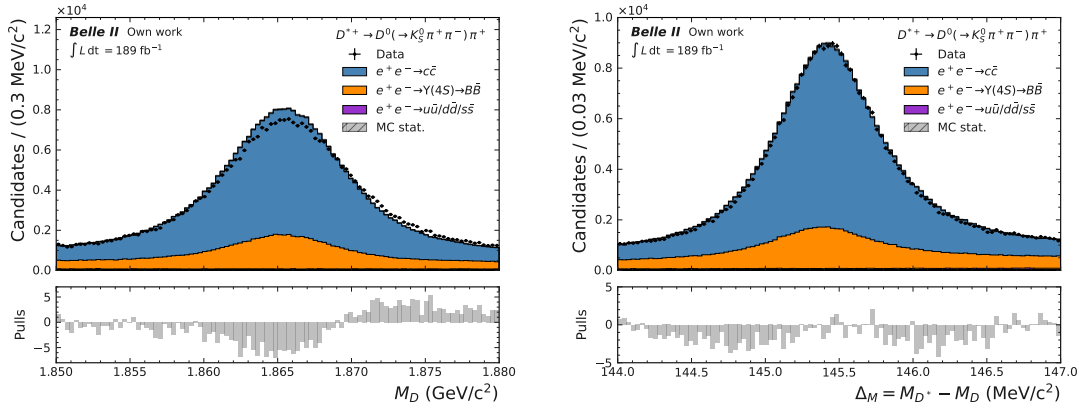 ×10⁴
Belle II Own work
∫ L dt = 189 fb⁻¹
D*⁺ → D⁰(→ K⁰_S π⁺ π⁻) π⁺
Data
e⁺ e⁻ → cc̄
e⁺ e⁻ → Υ(4S) → BB̄
e⁺ e⁻ → uū/dd̄/ss̄
MC stat.
Candidates / (0.3 MeV/c²)
1.2
1.0
0.8
0.6
0.4
0.2
0.0
Pulls
5
0
−5
1.850 1.855 1.860 1.865 1.870 1.875 1.880
M_D (GeV/c²)
×10⁴
Belle II Own work
∫ L dt = 189 fb⁻¹
D*⁺ → D⁰(→ K⁰_S π⁺ π⁻) π⁺
Data
e⁺ e⁻ → cc̄
e⁺ e⁻ → Υ(4S) → BB̄
e⁺ e⁻ → uū/dd̄/ss̄
MC stat.
Candidates / (0.03 MeV/c²)
1.0
0.8
0.6
0.4
0.2
0.0
Pulls
5
0
−5
144.0 144.5 145.0 145.5 146.0 146.5 147.0
Δ_M = M_D* − M_D (MeV/c²)